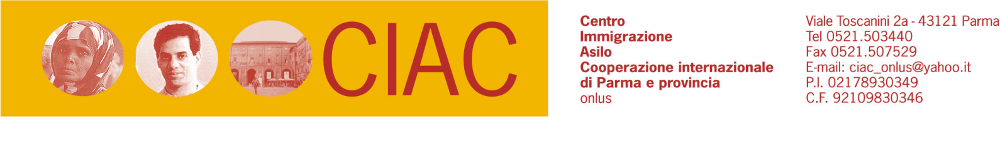 CIAC
Centro
Immigrazione
Asilo
Cooperazione internazionale
di Parma e provincia
onlus
Viale Toscanini 2a - 43121 Parma
Tel 0521.503440
Fax 0521.507529
E-mail: ciac_onlus@yahoo.it
P.I. 02178930349
C.F. 92109830346